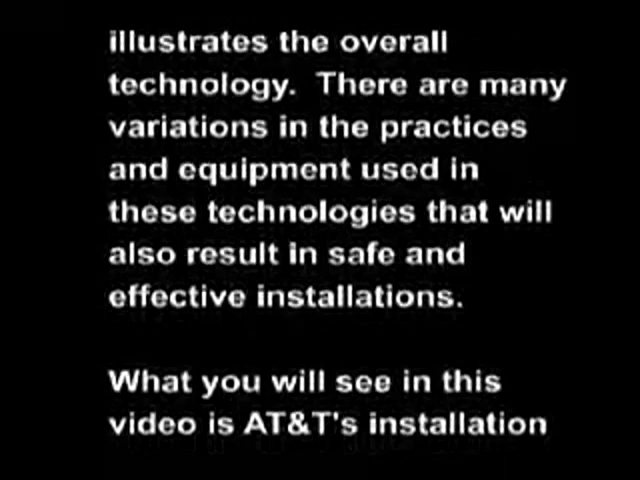 illustrates the overall
technology.  There are many
variations in the practices
and equipment used in
these technologies that will
also result in safe and
effective installations.
What you will see in this
video is AT&T's installation